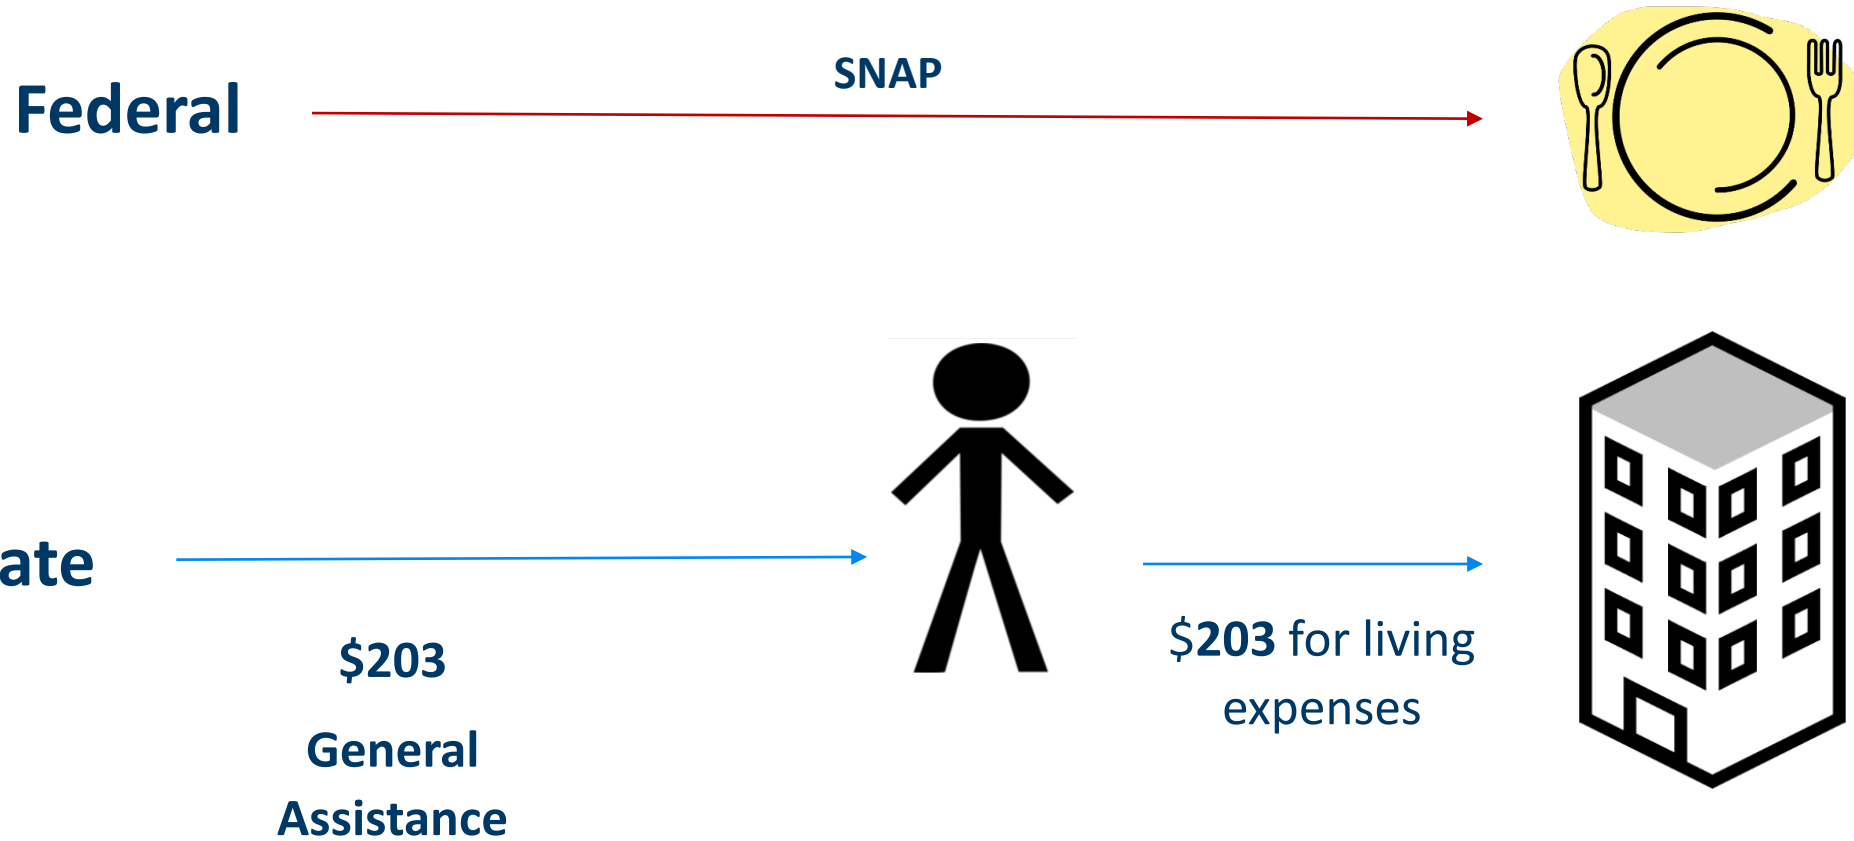 SNAP
Federal
ate
$203
$203 for living
expenses
General
Assistance